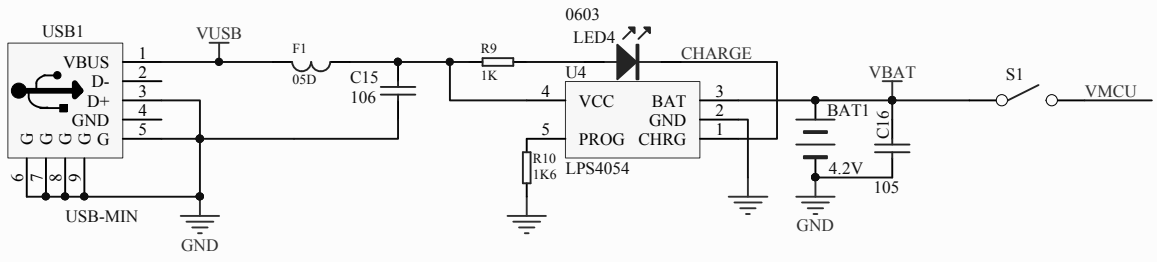 0603
USB1
VUSB
LED4
CHARGE
VBUS 1
F1
R9
D- 2
05D
1K
C15
U4
VBAT
S1
D+ 3
106
4 VCC
BAT 3
VMCU
GND 4
GND 2
BAT1
C16
G G G G G 5
5 PROG
CHRG 1
R10
1K6
LPS4054
4.2V
6 7 8 9
105
USB-MIN
GND
GND